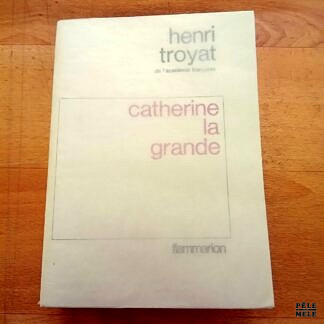 henri
troyat
de l'académie française
catherine
la
grande
flammarion
PÊLE
MÊLE